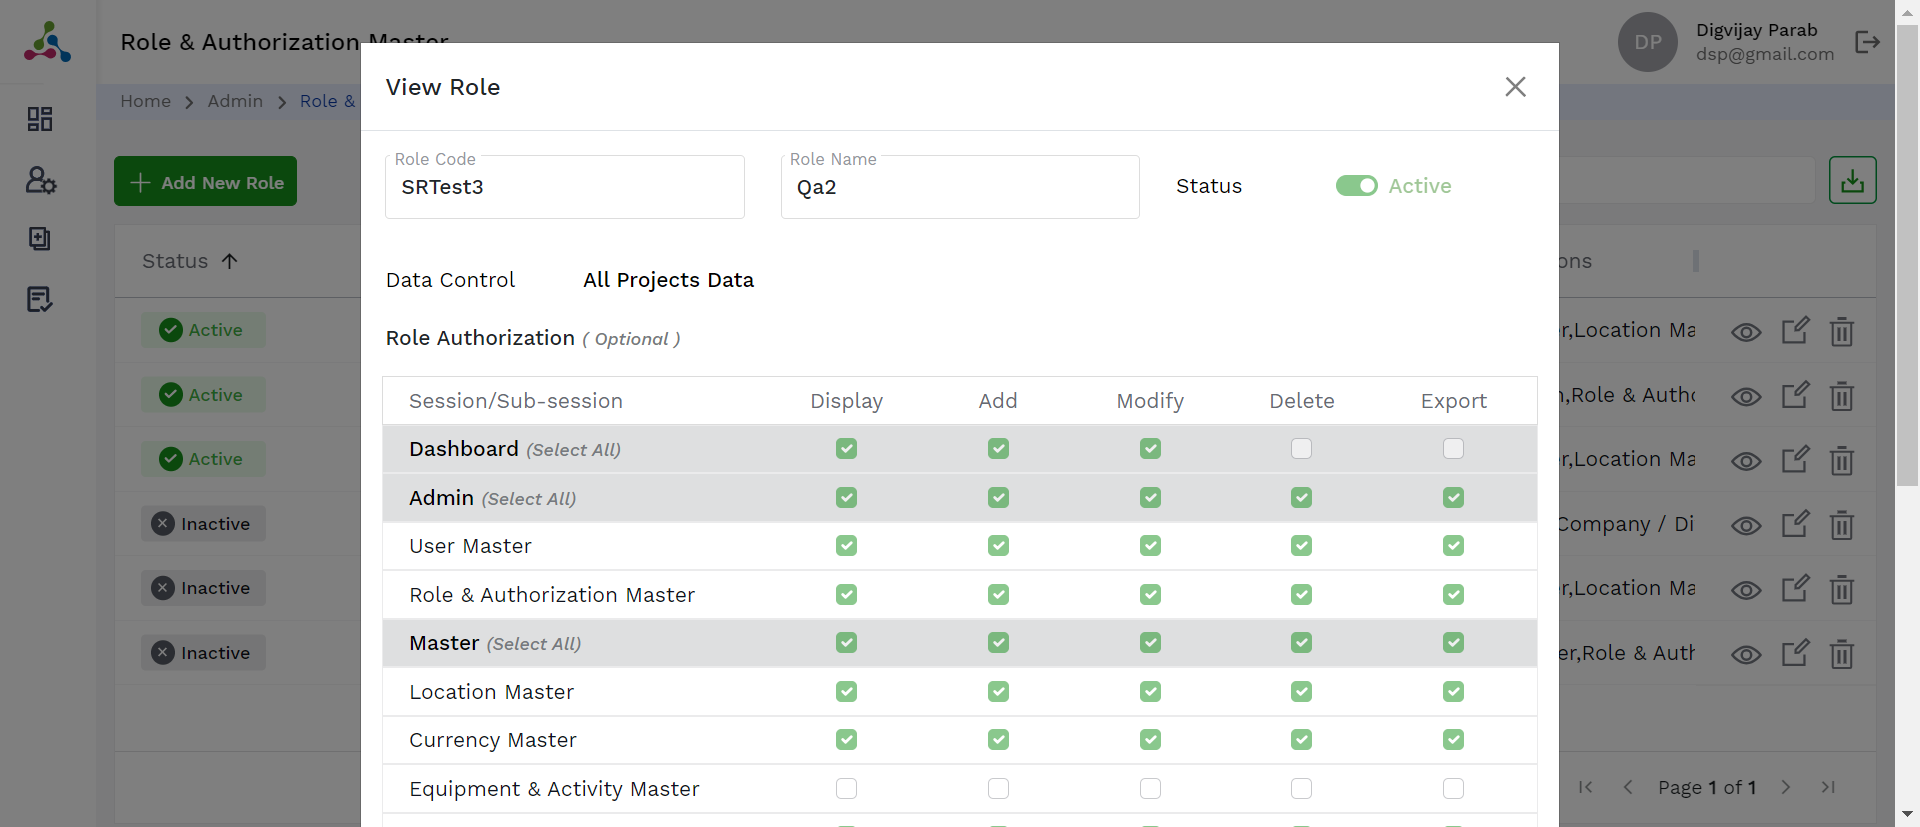 Role & Authorization Master
DP
Digvijay Parab
dsp@gmail.com
Home > Admin > Role &
Add New Role
View Role
Role Code
SRTest3
Role Name
Qa2
Status
Active
Data Control
All Projects Data
Role Authorization ( Optional )
Session/Sub-session Display Add Modify Delete Export
Dashboard (Select All)
Admin (Select All)
User Master
Role & Authorization Master
Master (Select All)
Location Master
Currency Master
Equipment & Activity Master
Status
Active
Active
Active
Inactive
Inactive
Inactive
ons
r,Location Ma
,Role & Autho
r,Location Ma
Company / Di
r,Location Ma
er,Role & Auth
Page 1 of 1